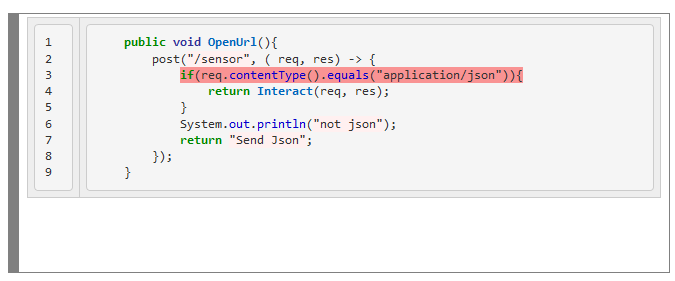 1 public void OpenUrl(){
2 post("/sensor", ( req, res) -> {
3 if(req.contentType().equals("application/json")){
4 return Interact(req, res);
5 }
6 System.out.println("not json");
7 return "Send Json";
8 });
9 }